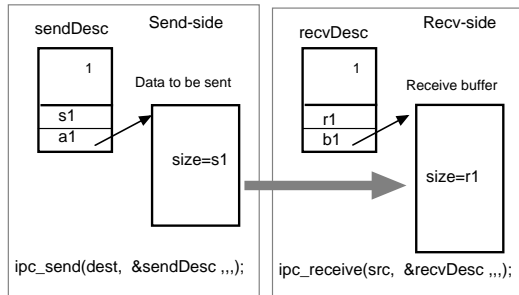 Send-side
sendDesc
1
Data to be sent
s1
a1
size=s1
ipc_send(dest, &sendDesc ,,,);
Recv-side
recvDesc
1
Receive buffer
r1
b1
size=r1
ipc_receive(src, &recvDesc ,,,);